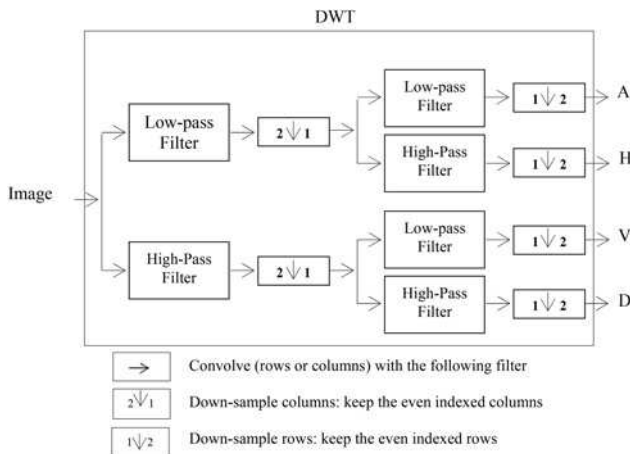 DWT
Low-pass
Filter
2 1
Low-pass
Filter
1 2
A
High-Pass
Filter
1 2
H
Image
High-Pass
Filter
2 1
Low-pass
Filter
1 2
V
High-Pass
Filter
1 2
D
Convolve (rows or columns) with the following filter
2 1 Down-sample columns: keep the even indexed columns
1 2 Down-sample rows: keep the even indexed rows